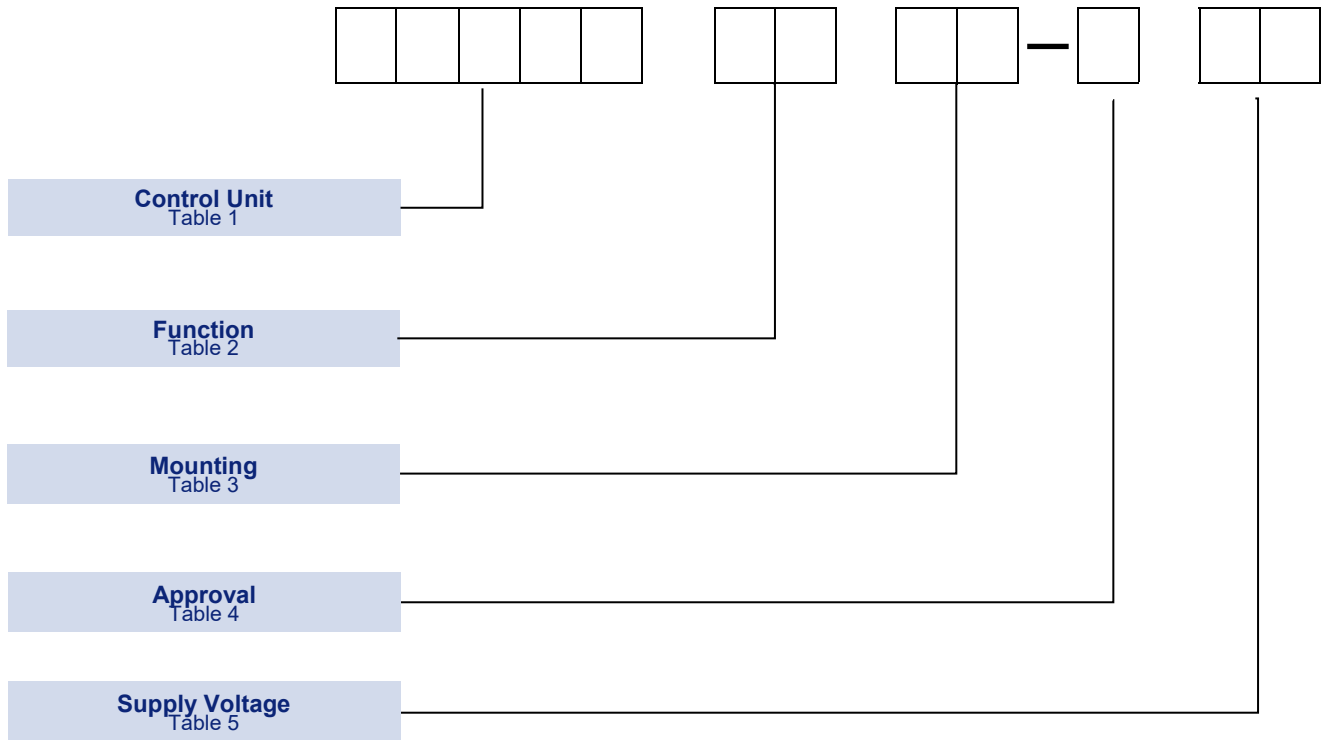 Control Unit
Table 1
Function
Table 2
Mounting
Table 3
Approval
Table 4
Supply Voltage
Table 5